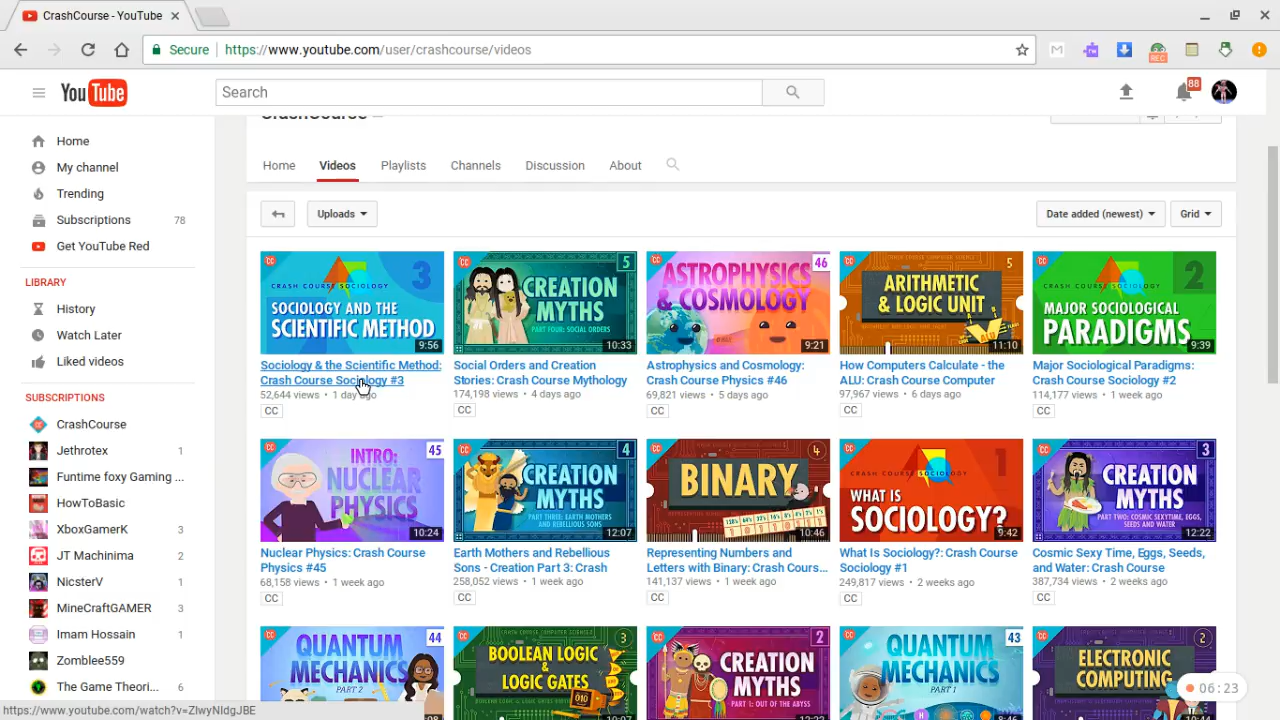 CrashCourse - YouTube
Secure https://www.youtube.com/user/crashcourse/videos
REC
YouTube
Search
88
Home
My channel
Trending
Subscriptions 78
Get YouTube Red
LIBRARY
History
Watch Later
Liked videos
SUBSCRIPTIONS
CrashCourse
Jethrotex 1
Funtime foxy Gaming ...
HowToBasic
XboxGamerK 3
JT Machinima 2
NicsterV 1
MineCraftGAMER 3
Imam Hossain 1
Zomblee559
The Game Theori... 6
CrashCourse
Home Videos Playlists Channels Discussion About
Uploads
Date added (newest) Grid
CRASH COURSE SOCIOLOGY
3
SOCIOLOGY AND THE
SCIENTIFIC METHOD
9:56
Sociology & the Scientific Method:
Crash Course Sociology #3
52,644 views • 1 day ago
CC
5
CREATION
MYTHS
PART FOUR: SOCIAL ORDERS
10:33
Social Orders and Creation
Stories: Crash Course Mythology
174,198 views • 4 days ago
CC
46
ASTROPHYSICS
& COSMOLOGY
9:21
Astrophysics and Cosmology:
Crash Course Physics #46
69,821 views • 5 days ago
CC
5
ARITHMETIC
& LOGIC UNIT
11:10
How Computers Calculate - the
ALU: Crash Course Computer
97,967 views • 6 days ago
CC
CRASH COURSE SOCIOLOGY
2
MAJOR SOCIOLOGICAL
PARADIGMS
9:39
Major Sociological Paradigms:
Crash Course Sociology #2
114,177 views • 1 week ago
CC
45
INTRO:
NUCLEAR
PHYSICS
10:24
Nuclear Physics: Crash Course
Physics #45
68,158 views • 1 week ago
CC
4
CREATION
MYTHS
PART THREE: EARTH MOTHERS
AND REBELLIOUS SONS
12:07
Earth Mothers and Rebellious
Sons - Creation Part 3: Crash
258,052 views • 1 week ago
CC
4
BINARY
10:46
Representing Numbers and
Letters with Binary: Crash Cours...
141,137 views • 1 week ago
CC
CRASH COURSE SOCIOLOGY
1
WHAT IS
SOCIOLOGY?
9:42
What Is Sociology?: Crash Course
Sociology #1
249,817 views • 2 weeks ago
CC
3
CREATION
MYTHS
PART TWO: COSMIC SEXYTIME, EGGS,
SEEDS AND WATER
12:22
Cosmic Sexy Time, Eggs, Seeds,
and Water: Crash Course
387,734 views • 2 weeks ago
CC
44
QUANTUM
MECHANICS
PART 2
3
BOOLEAN LOGIC
&
LOGIC GATES
2
CREATION
MYTHS
PART 1: OUT OF THE ABYSS
43
QUANTUM
MECHANICS
PART 1
2
ELECTRONIC
COMPUTING
06:23
https://www.youtube.com/watch?v=ZIwyNIdgJBE